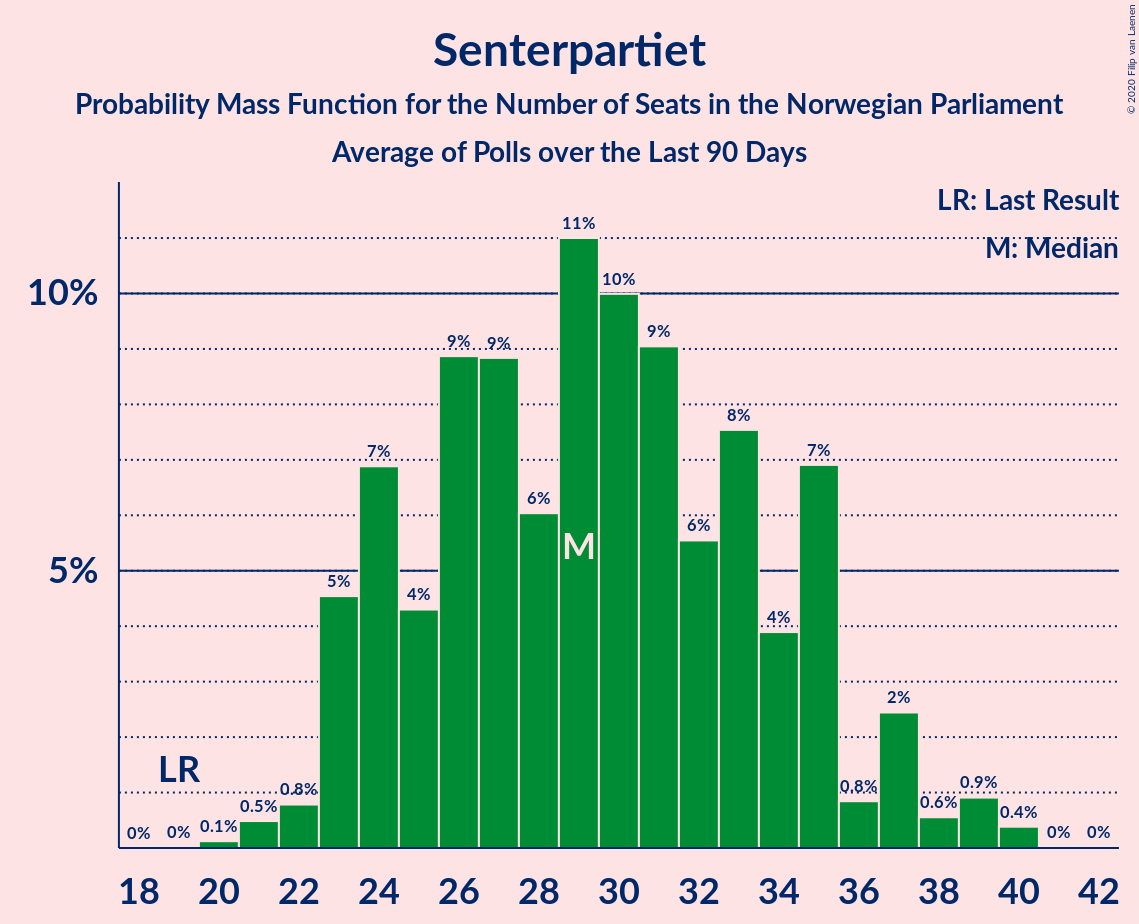 © 2020 Filip van Laenen
Senterpartiet
Probability Mass Function for the Number of Seats in the Norwegian Parliament
Average of Polls over the Last 90 Days
LR: Last Result
M: Median
10%
5%
0% 0% 0.1% 0.5% 0.8% 5% 7% 4% 9% 9% 6% 11% 10% 9% 6% 8% 4% 7% 0.8% 2% 0.6% 0.9% 0.4% 0% 0%
M
LR
18 20 22 24 26 28 30 32 34 36 38 40 42